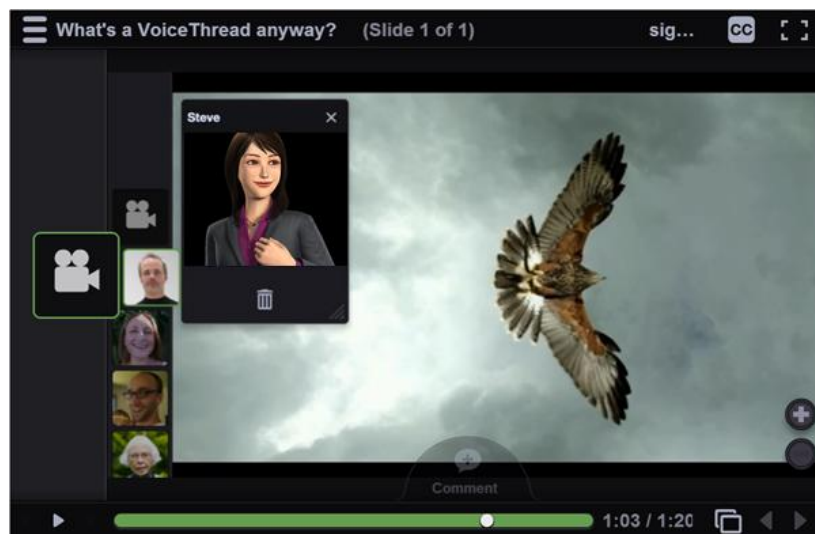 What's a VoiceThread anyway? (Slide 1 of 1) sig... CC
Steve
Comment
1:03 / 1:20